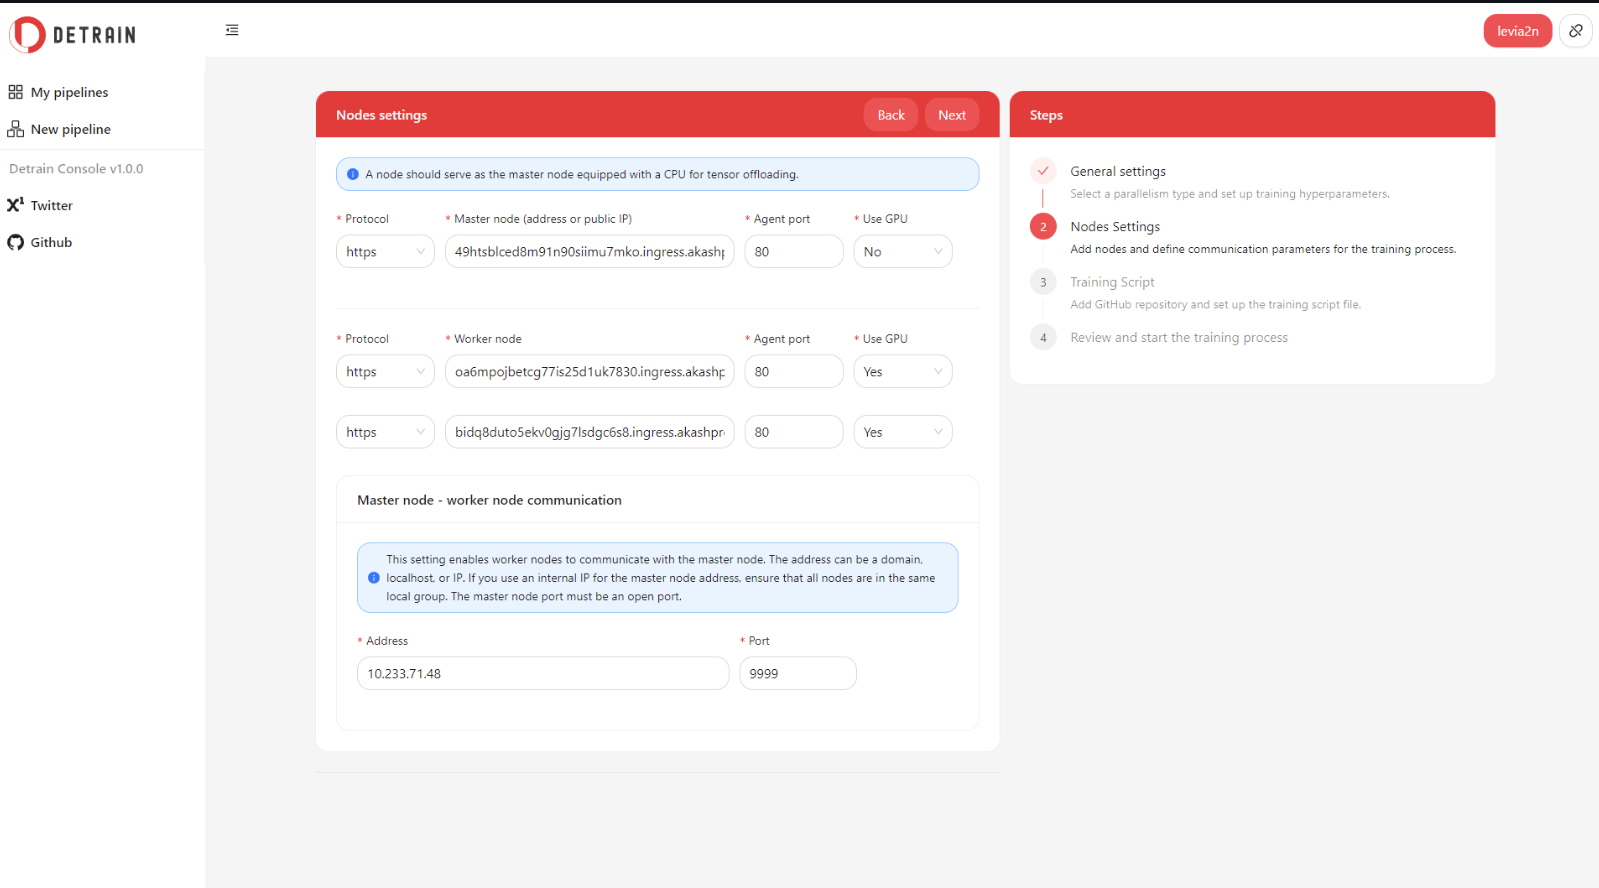 DETRAIN
levia2n
My pipelines
New pipeline
Detrain Console v1.0.0
Twitter
Github
Nodes settings
Back
Next
A node should serve as the master node equipped with a CPU for tensor offloading.
* Protocol
* Master node (address or public IP)
* Agent port
* Use GPU
https
49htsblced8m91n90siimu7mko.ingress.akashp
80
No
* Protocol
* Worker node
* Agent port
* Use GPU
https
oa6mpojbetcg77is25d1uk7830.ingress.akashp
80
Yes
https
bidq8duto5ekv0gjg7lsdgc6s8.ingress.akashpr
80
Yes
Master node - worker node communication
This setting enables worker nodes to communicate with the master node. The address can be a domain,
localhost, or IP. If you use an internal IP for the master node address, ensure that all nodes are in the same
local group. The master node port must be an open port.
* Address
* Port
10.233.71.48
9999
Steps
General settings
Select a parallelism type and set up training hyperparameters.
2
Nodes Settings
Add nodes and define communication parameters for the training process.
3
Training Script
Add GitHub repository and set up the training script file.
4
Review and start the training process